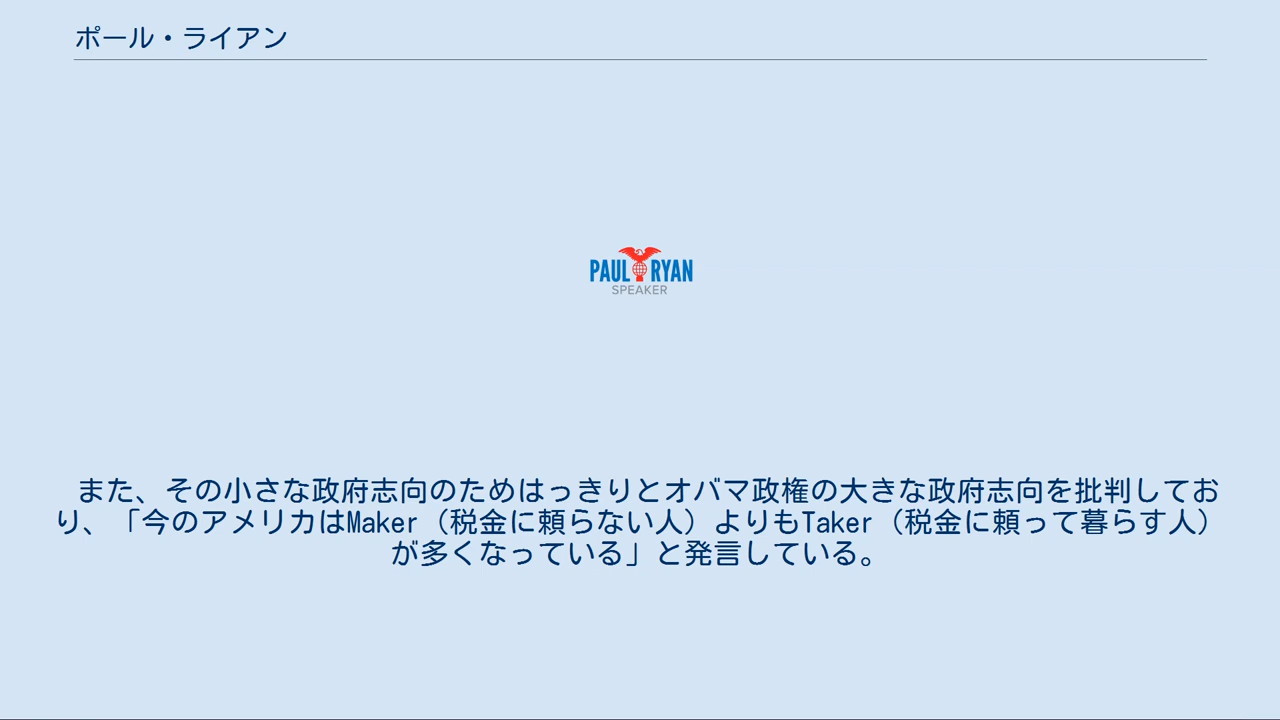 ポール・ライアン
PAUL RYAN
SPEAKER
また、その小さな政府志向のためはっきりとオバマ政権の大きな政府志向を批判してお
り、「今のアメリカはMaker（税金に頼らない人）よりもTaker（税金に頼って暮らす人）
が多くなっている」と発言している。